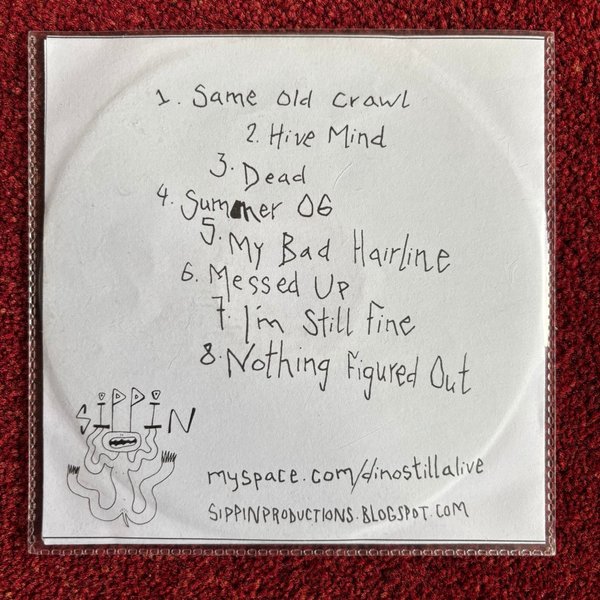 1. Same Old Crawl
2. Hive Mind
3. Dead
4. Summer 06
5. My Bad Hairline
6. Messed Up
7. I'm Still Fine
8. Nothing Figured Out
SIPPIN
myspace.com/dinostillalive
SIPPINPRODUCTIONS.BLOGSPOT.COM